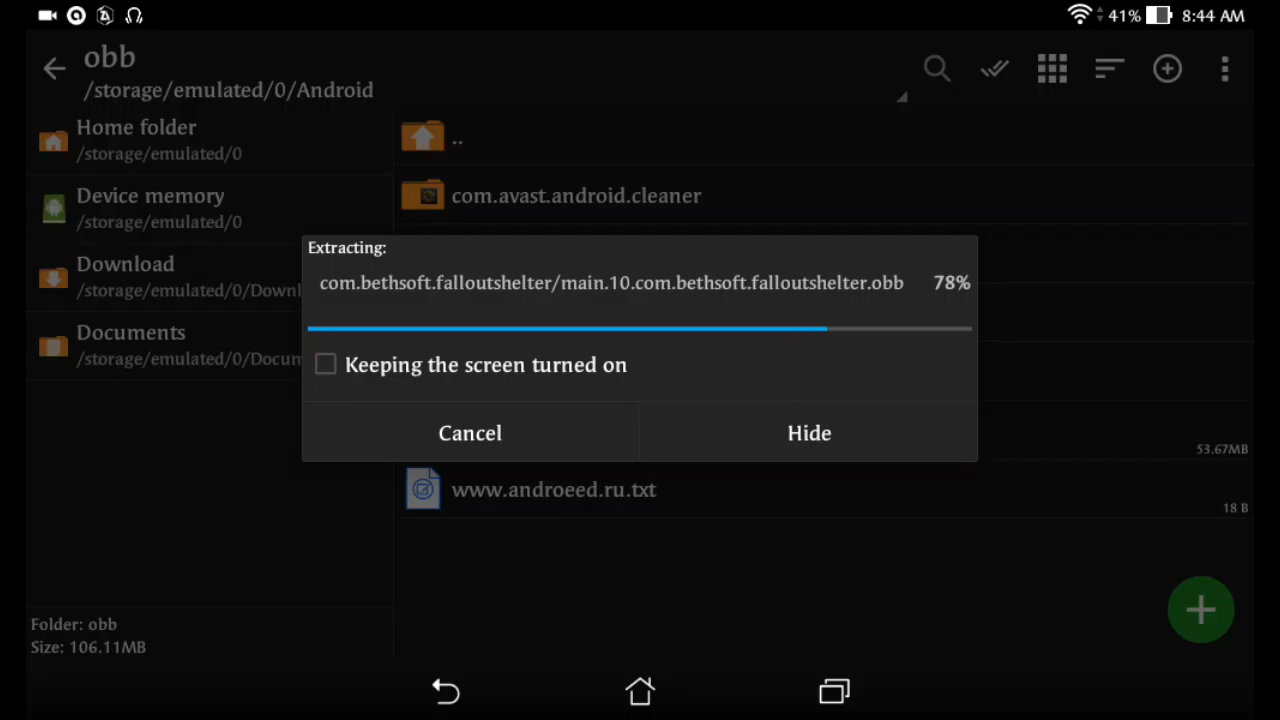 41% 8:44 AM
obb
/storage/emulated/0/Android
Home folder
/storage/emulated/0
Device memory
/storage/emulated/0
Download
/storage/emulated/0/Downl
Documents
/storage/emulated/0/Docum
Folder: obb
Size: 106.11MB
..
com.avast.android.cleaner
Extracting:
com.bethsoft.falloutshelter/main.10.com.bethsoft.falloutshelter.obb 78%
Keeping the screen turned on
Cancel Hide
53.67MB
www.androeed.ru.txt
18 B